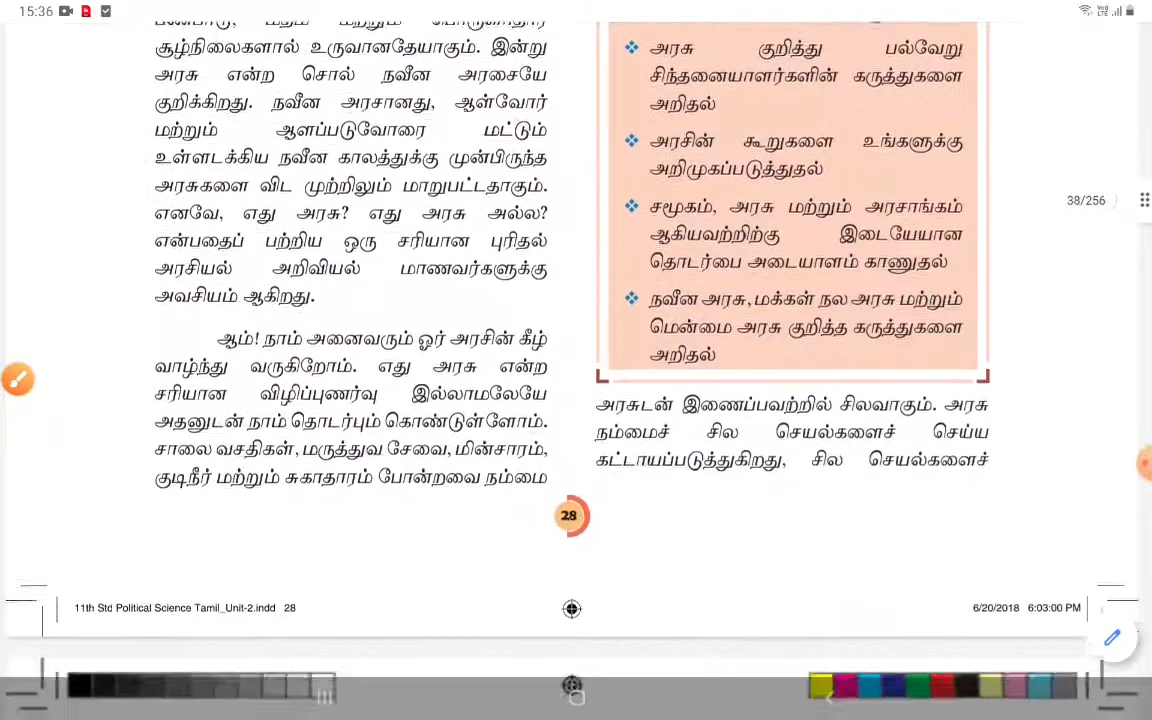 15:36
சூழ்நிலைகளால் உருவானதேயாகும். இன்று
அரசு என்ற சொல் நவீன அரசையே
குறிக்கிறது. நவீன அரசானது, ஆள்வோர்
மற்றும் ஆளப்படுவோரை மட்டும்
உள்ளடக்கிய நவீன காலத்துக்கு முன்பிருந்த
அரசுகளை விட முற்றிலும் மாறுபட்டதாகும்.
எனவே, எது அரசு? எது அரசு அல்ல?
என்பதைப் பற்றிய ஒரு சரியான புரிதல்
அரசியல் அறிவியல் மாணவர்களுக்கு
அவசியம் ஆகிறது.
ஆம்! நாம் அனைவரும் ஓர் அரசின் கீழ்
வாழ்ந்து வருகிறோம். எது அரசு என்ற
சரியான விழிப்புணர்வு இல்லாமலேயே
அதனுடன் நாம் தொடர்பும் கொண்டுள்ளோம்.
சாலை வசதிகள், மருத்துவ சேவை, மின்சாரம்,
குடிநீர் மற்றும் சுகாதாரம் போன்றவை நம்மை
❖ அரசு குறித்து பல்வேறு
சிந்தனையாளர்களின் கருத்துகளை
அறிதல்
❖ அரசின் கூறுகளை உங்களுக்கு
அறிமுகப்படுத்துதல்
❖ சமூகம், அரசு மற்றும் அரசாங்கம்
ஆகியவற்றிற்கு இடையேயான
தொடர்பை அடையாளம் காணுதல்
❖ நவீன அரசு, மக்கள் நல அரசு மற்றும்
மென்மை அரசு குறித்த கருத்துகளை
அறிதல்
அரசுடன் இணைப்பவற்றில் சிலவாகும். அரசு
நம்மைச் சில செயல்களைச் செய்ய
கட்டாயப்படுத்துகிறது, சில செயல்களைச்
38/256
28
11th Std Political Science Tamil_Unit-2.indd 28
6/20/2018 6:03:00 PM